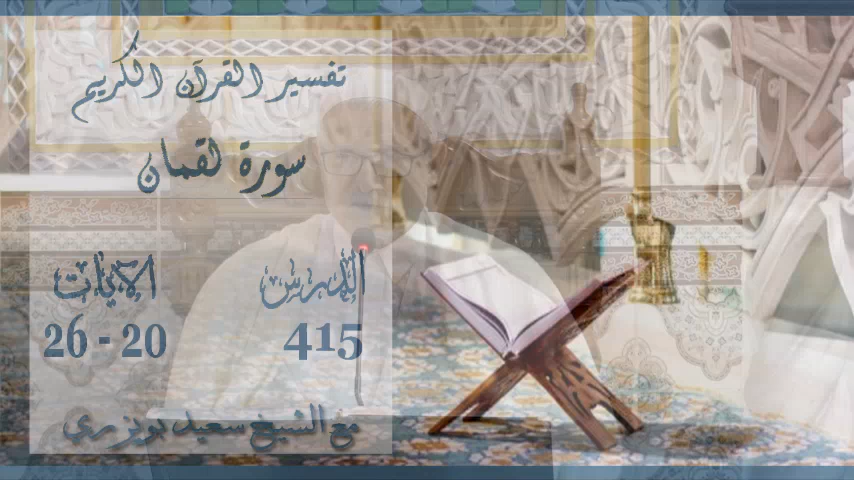 تفسير القرآن الكريم
سورة لقمان
الدرس الآيات
415 20 - 26
مع الشيخ سعيد بويزري